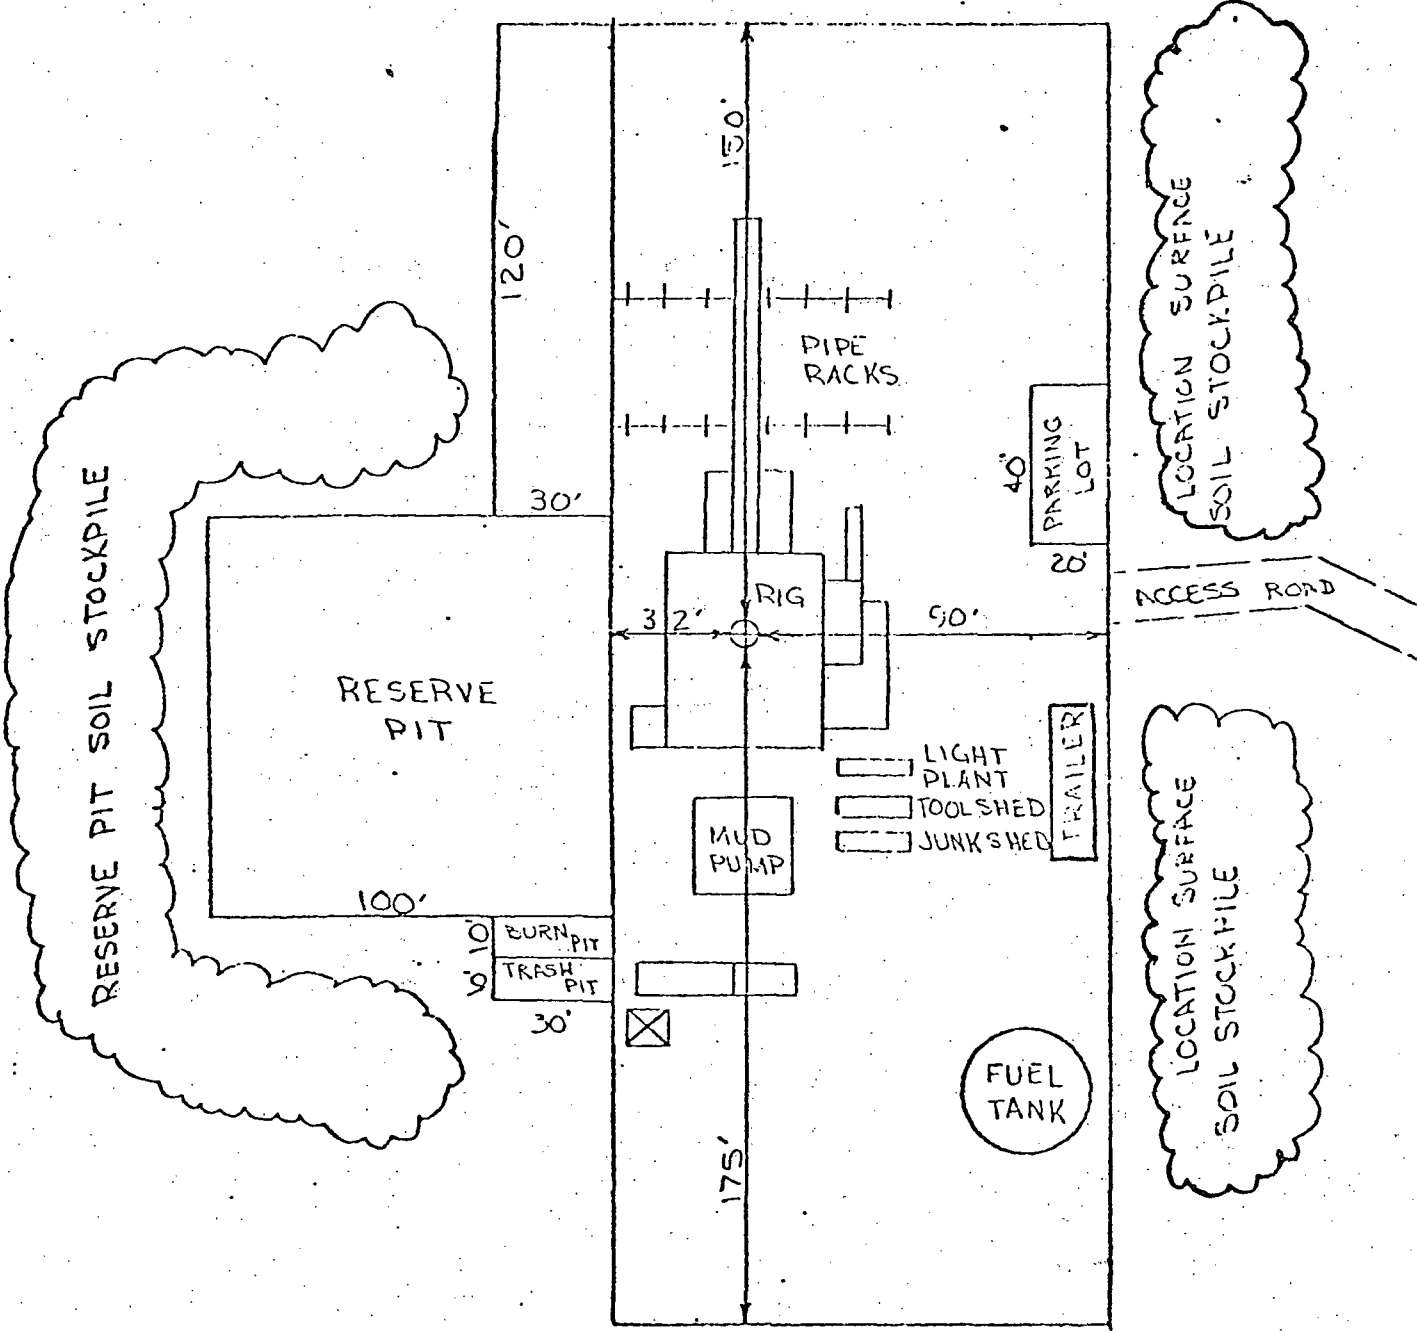 150'
120'
LOCATION SURFACE
SOIL STOCKPILE
PIPE
RACKS
40'
PARKING
LOT
20'
30'
RESERVE PIT SOIL STOCKPILE
ACCESS ROAD
RIG
32'
90'
RESERVE
PIT
TRAILER
LIGHT
PLANT
TOOLSHED
JUNKSHED
MUD
PUMP
LOCATION SURFACE
SOIL STOCKPILE
100'
10'
BURN PIT
TRASH
PIT
30'
FUEL
TANK
175'